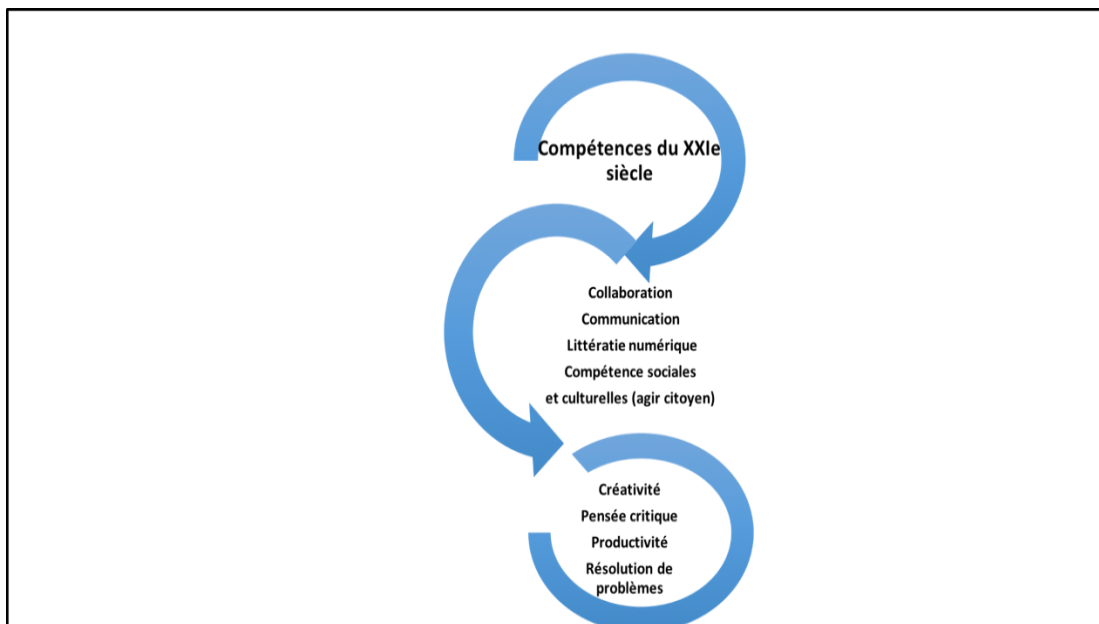 Compétences du XXIe
siècle
Collaboration
Communication
Littératie numérique
Compétence sociales
et culturelles (agir citoyen)
Créativité
Pensée critique
Productivité
Résolution de
problèmes